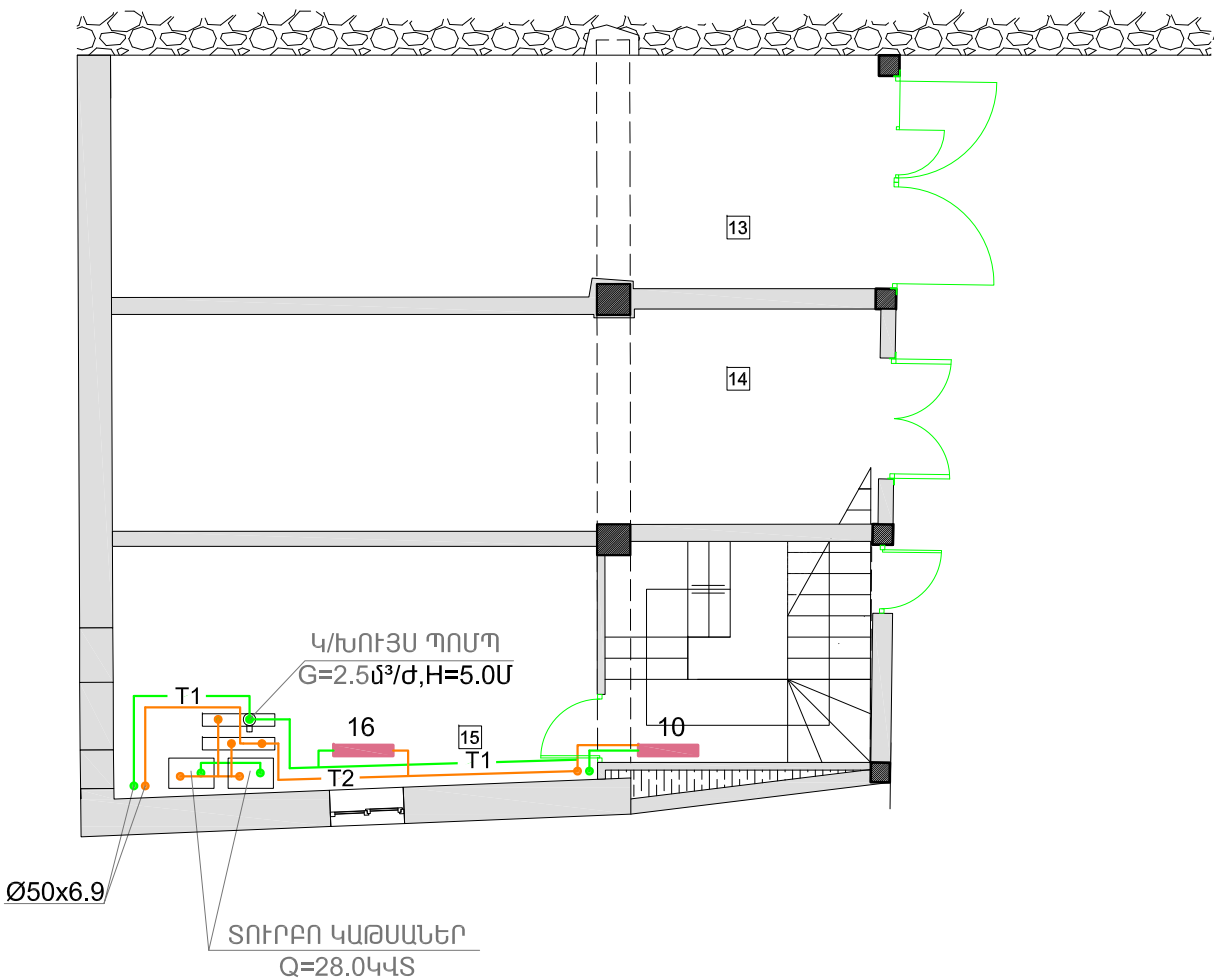 13
14
Կ/ԽՈՒՅՍ ՊՈՄՊ
G=2.5մ³/ժ,H=5.0Մ
T1
16
15
10
T1
T2
Ø50x6.9
ՏՈՒՐԲՈ ԿԱԹՍԱՆԵՐ
Q=28.0ԿՎՏ